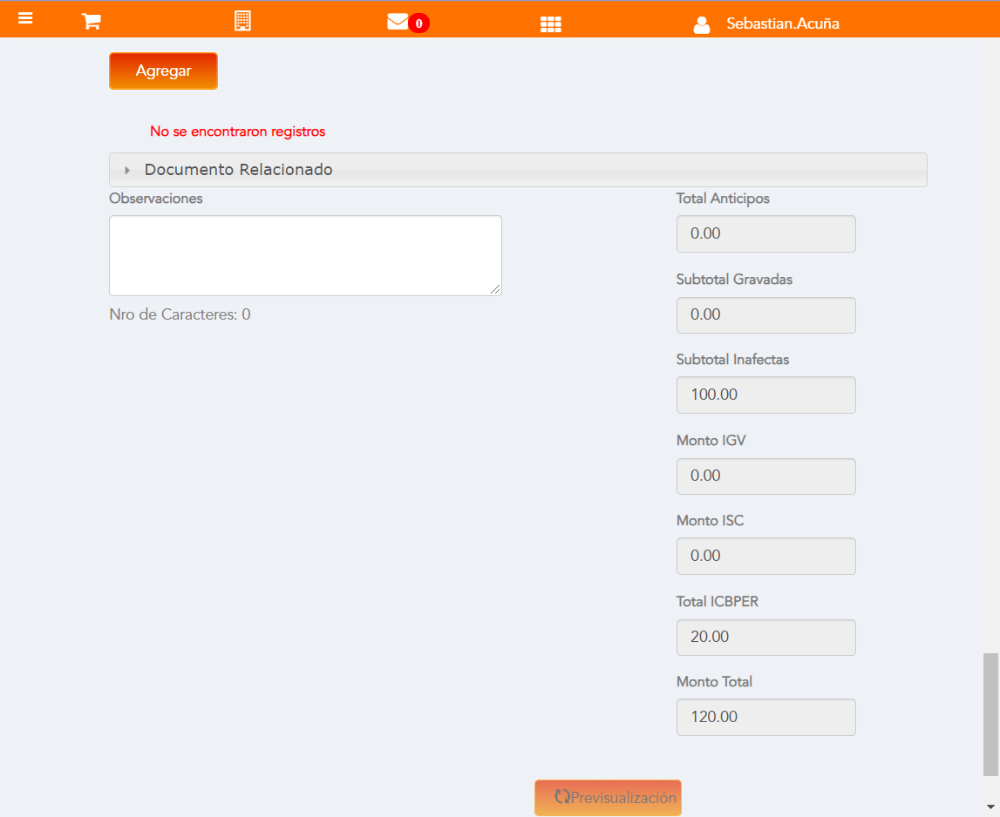 0
Sebastian.Acuña
Agregar
No se encontraron registros
Documento Relacionado
Observaciones
Nro de Caracteres: 0
Total Anticipos
0.00
Subtotal Gravadas
0.00
Subtotal Inafectas
100.00
Monto IGV
0.00
Monto ISC
0.00
Total ICBPER
20.00
Monto Total
120.00
Previsualización